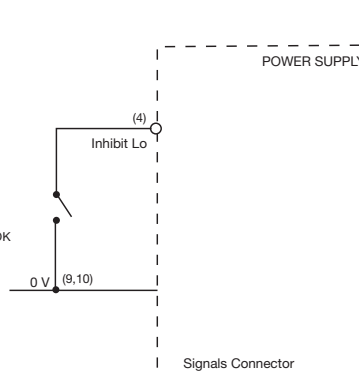 POWER SUPPLY
(4)
Inhibit Lo
0 V
(9,10)
Signals Connector